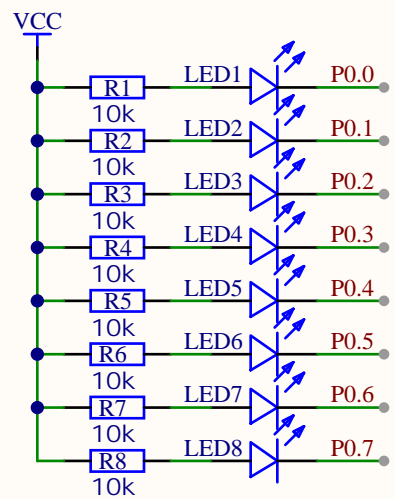 VCC
R1 LED1 P0.0
10k
R2 LED2 P0.1
10k
R3 LED3 P0.2
10k
R4 LED4 P0.3
10k
R5 LED5 P0.4
10k
R6 LED6 P0.5
10k
R7 LED7 P0.6
10k
R8 LED8 P0.7
10k